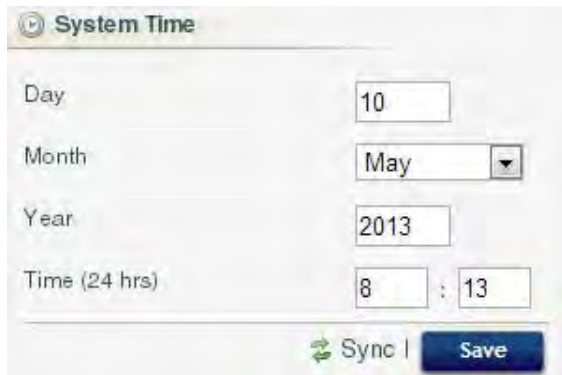 System Time
Day 10
Month May
Year 2013
Time (24 hrs) 8 : 13
Sync | Save